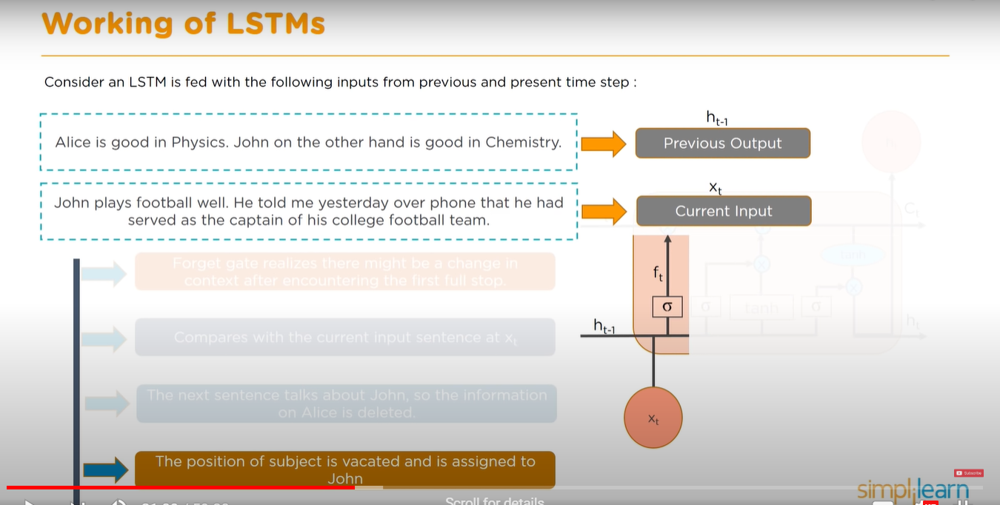 Working of LSTMs
Consider an LSTM is fed with the following inputs from previous and present time step :
Alice is good in Physics. John on the other hand is good in Chemistry.
h_t-1
Previous Output
John plays football well. He told me yesterday over phone that he had
served as the captain of his college football team.
x_t
Current Input
C_t
Forget gate realizes there might be a change in
context after encountering the first full stop.
tanh
f_t
σ
σ
tanh
σ
h_t-1
h_t
Compares with the current input sentence at x_t
The next sentence talks about John, so the information
on Alice is deleted.
x_t
The position of subject is vacated and is assigned to
John
Subscribe
simplilearn
Scroll for details